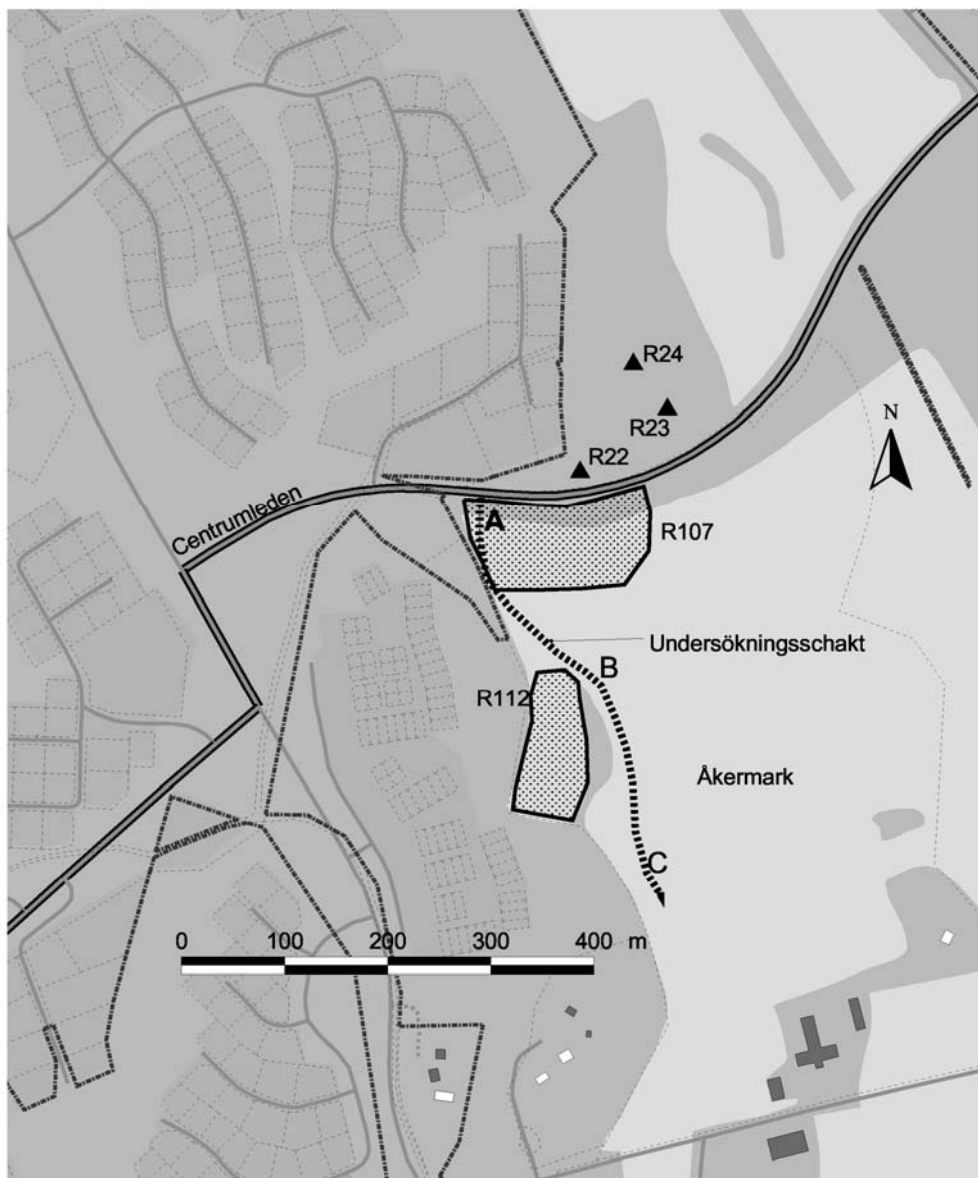 R24
R23
R22
N
Centrumleden
A
R107
Undersökningsschakt
B
R112
Åkermark
C
0 100 200 300 400 m